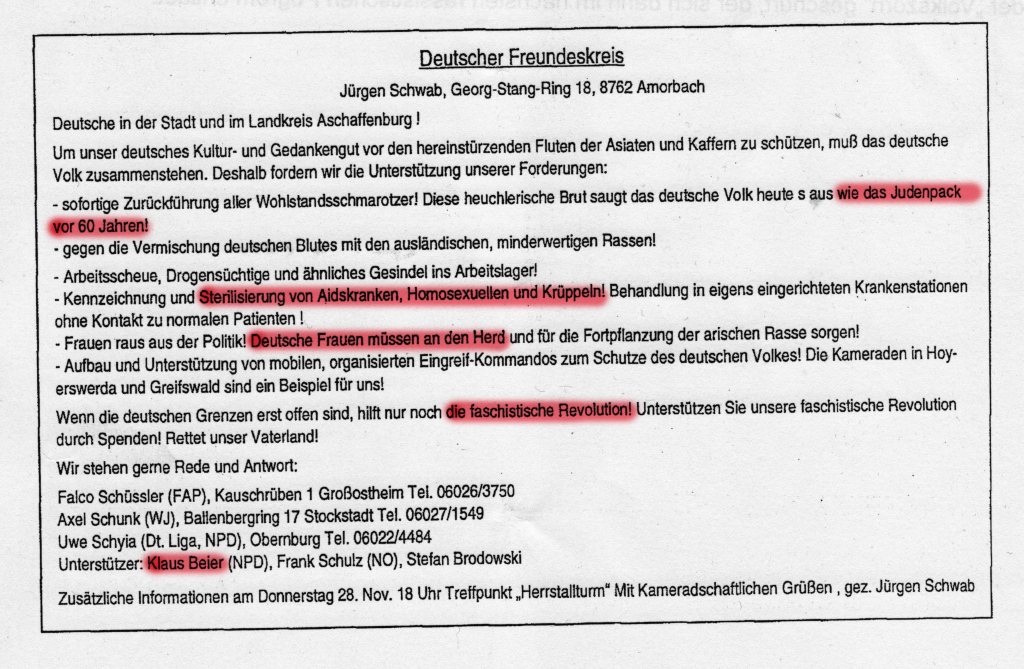 Deutscher Freundeskreis
Jürgen Schwab, Georg-Stang-Ring 18, 8762 Amorbach
Deutsche in der Stadt und im Landkreis Aschaffenburg !
Um unser deutsches Kultur- und Gedankengut vor den hereinstürzenden Fluten der Asiaten und Kaffern zu schützen, muß das deutsche
Volk zusammenstehen. Deshalb fordern wir die Unterstützung unserer Forderungen:
- sofortige Zurückführung aller Wohlstandsschmarotzer! Diese heuchlerische Brut saugt das deutsche Volk heute s aus wie das Judenpack
vor 60 Jahren!
- gegen die Vermischung deutschen Blutes mit den ausländischen, minderwertigen Rassen!
- Arbeitsscheue, Drogensüchtige und ähnliches Gesindel ins Arbeitslager!
- Kennzeichnung und Sterilisierung von Aidskranken, Homosexuellen und Krüppeln! Behandlung in eigens eingerichteten Krankenstationen
ohne Kontakt zu normalen Patienten !
- Frauen raus aus der Politik! Deutsche Frauen müssen an den Herd und für die Fortpflanzung der arischen Rasse sorgen!
- Aufbau und Unterstützung von mobilen, organisierten Eingreif-Kommandos zum Schutze des deutschen Volkes! Die Kameraden in Hoy-
erswerda und Greifswald sind ein Beispiel für uns!
Wenn die deutschen Grenzen erst offen sind, hilft nur noch die faschistische Revolution! Unterstützen Sie unsere faschistische Revolution
durch Spenden! Rettet unser Vaterland!
Wir stehen gerne Rede und Antwort:
Falco Schüssler (FAP), Kauschrüben 1 Großostheim Tel. 06026/3750
Axel Schunk (WJ), Ballenbergring 17 Stockstadt Tel. 06027/1549
Uwe Schyia (Dt. Liga, NPD), Obernburg Tel. 06022/4484
Unterstützer: Klaus Beier (NPD), Frank Schulz (NO), Stefan Brodowski
Zusätzliche Informationen am Donnerstag 28. Nov. 18 Uhr Treffpunkt „Herrstallturm“ Mit Kameradschaftlichen Grüßen , gez. Jürgen Schwab